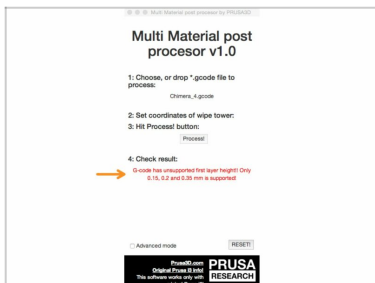 Multi Material post procesor by PRUSA3D
Multi Material post
procesor v1.0
1: Choose, or drop *.gcode file to
process:
Chimera_4.gcode
2: Set coordinates of wipe tower:
3: Hit Process! button:
Process!
4: Check result:
G-code has unsupported first layer height!! Only
0.15, 0.2 and 0.35 mm is supported!
Advanced mode
RESET!
Prusa3D.com
Original Prusa i3 Info!
This software works only with
PRUSA
RESEARCH